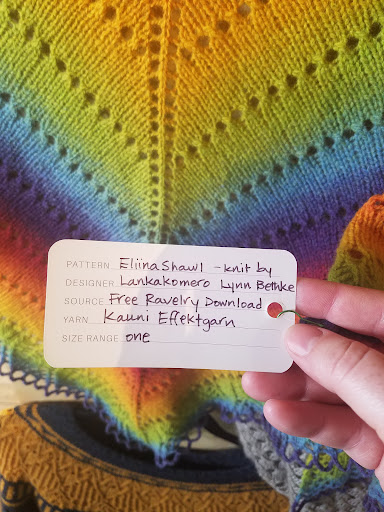 PATTERN Eliina Shawl - knit by
DESIGNER Lankakomero Lynn Bethke
SOURCE Free Ravelry Download
YARN Kauni Effektgarn
SIZE RANGE one